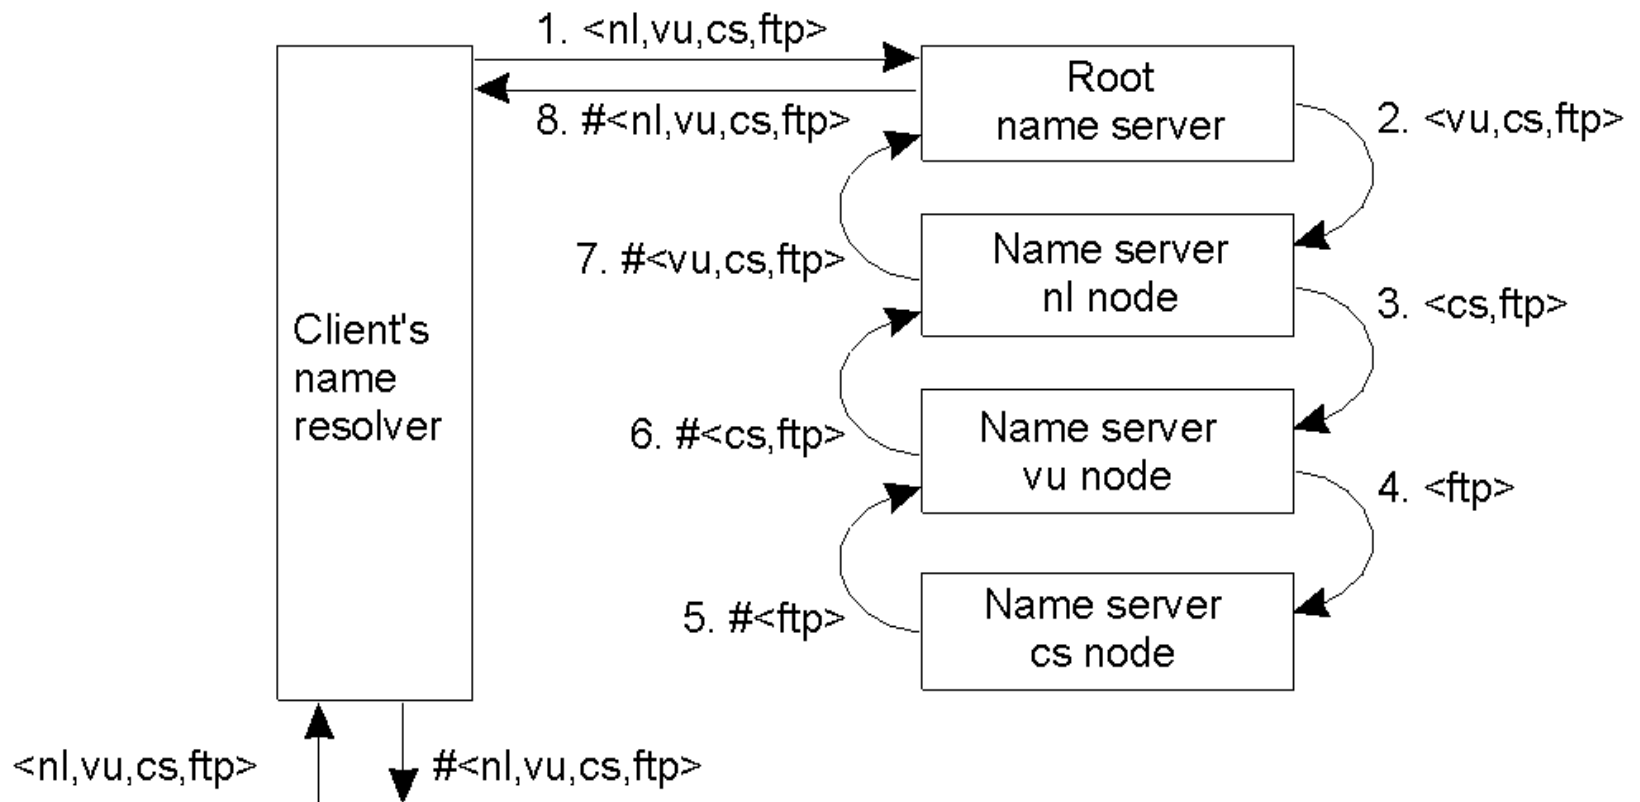 1. <nl,vu,cs,ftp>
Root
name server
8. #<nl,vu,cs,ftp>
2. <vu,cs,ftp>
Name server
nl node
7. #<vu,cs,ftp>
3. <cs,ftp>
Client's
name
resolver
Name server
vu node
6. #<cs,ftp>
4. <ftp>
Name server
cs node
5. #<ftp>
<nl,vu,cs,ftp>
#<nl,vu,cs,ftp>